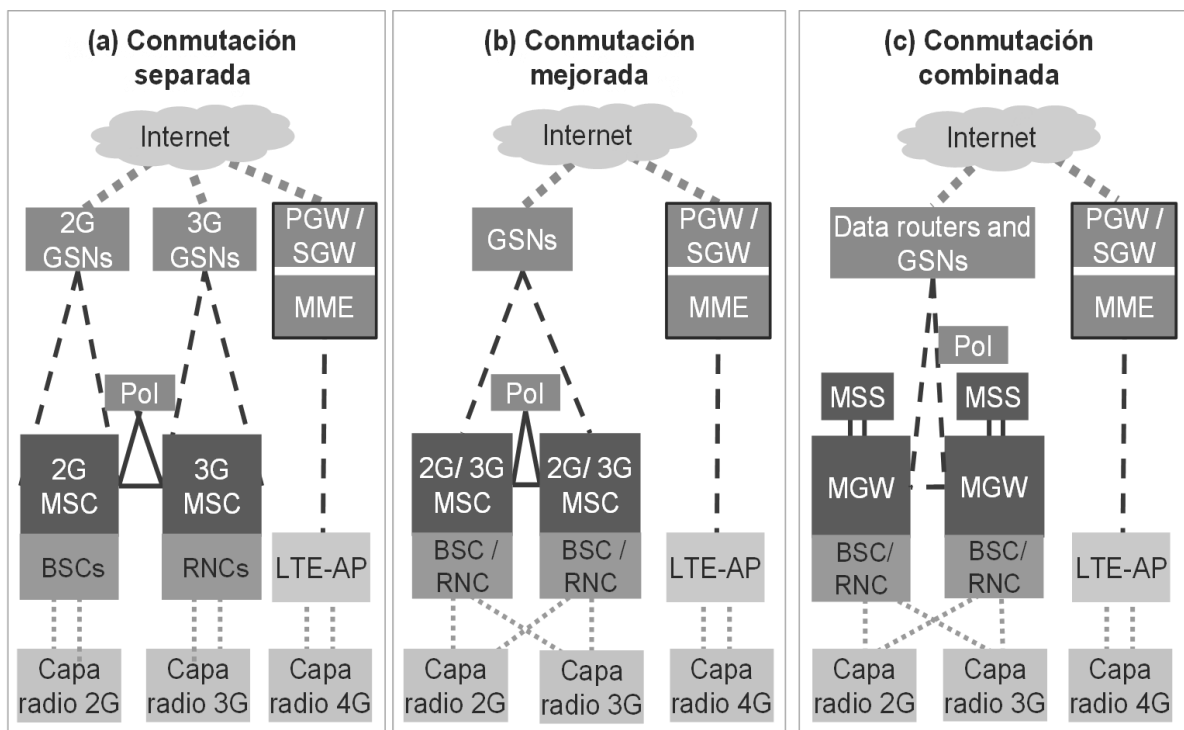 (a) Conmutación
separada
Internet
2G
GSNs
3G
GSNs
PGW /
SGW
MME
PoI
2G
MSC
3G
MSC
BSCs
RNCs
LTE-AP
Capa
radio 2G
Capa
radio 3G
Capa
radio 4G
(b) Conmutación
mejorada
Internet
GSNs
PGW /
SGW
MME
PoI
2G/ 3G
MSC
2G/ 3G
MSC
BSC /
RNC
BSC /
RNC
LTE-AP
Capa
radio 2G
Capa
radio 3G
Capa
radio 4G
(c) Conmutación
combinada
Internet
Data routers and
GSNs
PGW /
SGW
MME
PoI
MSS
MSS
MGW
MGW
BSC/
RNC
BSC/
RNC
LTE-AP
Capa
radio 2G
Capa
radio 3G
Capa
radio 4G